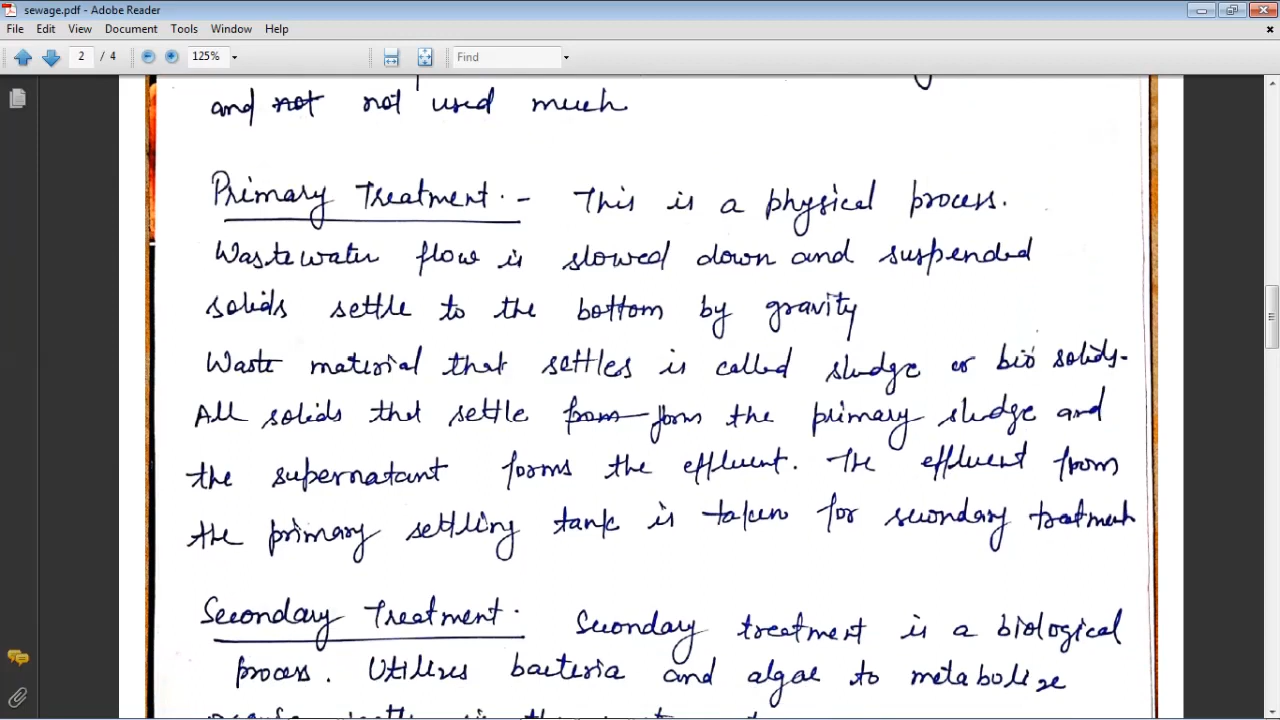 sewage.pdf - Adobe Reader
File Edit View Document Tools Window Help
2 / 4 125% Find
and not not used much
Primary Treatment. - This is a physical process.
Wastewater flow is slowed down and suspended
solids settle to the bottom by gravity
Waste material that settles is called sludge or bio solids.
All solids that settle from form the primary sludge and
the supernatant forms the effluent. The effluent from
the primary settling tank is taken for secondary treatment
Secondary Treatment. Secondary treatment is a biological
process. Utilizes bacteria and algae to metabolize